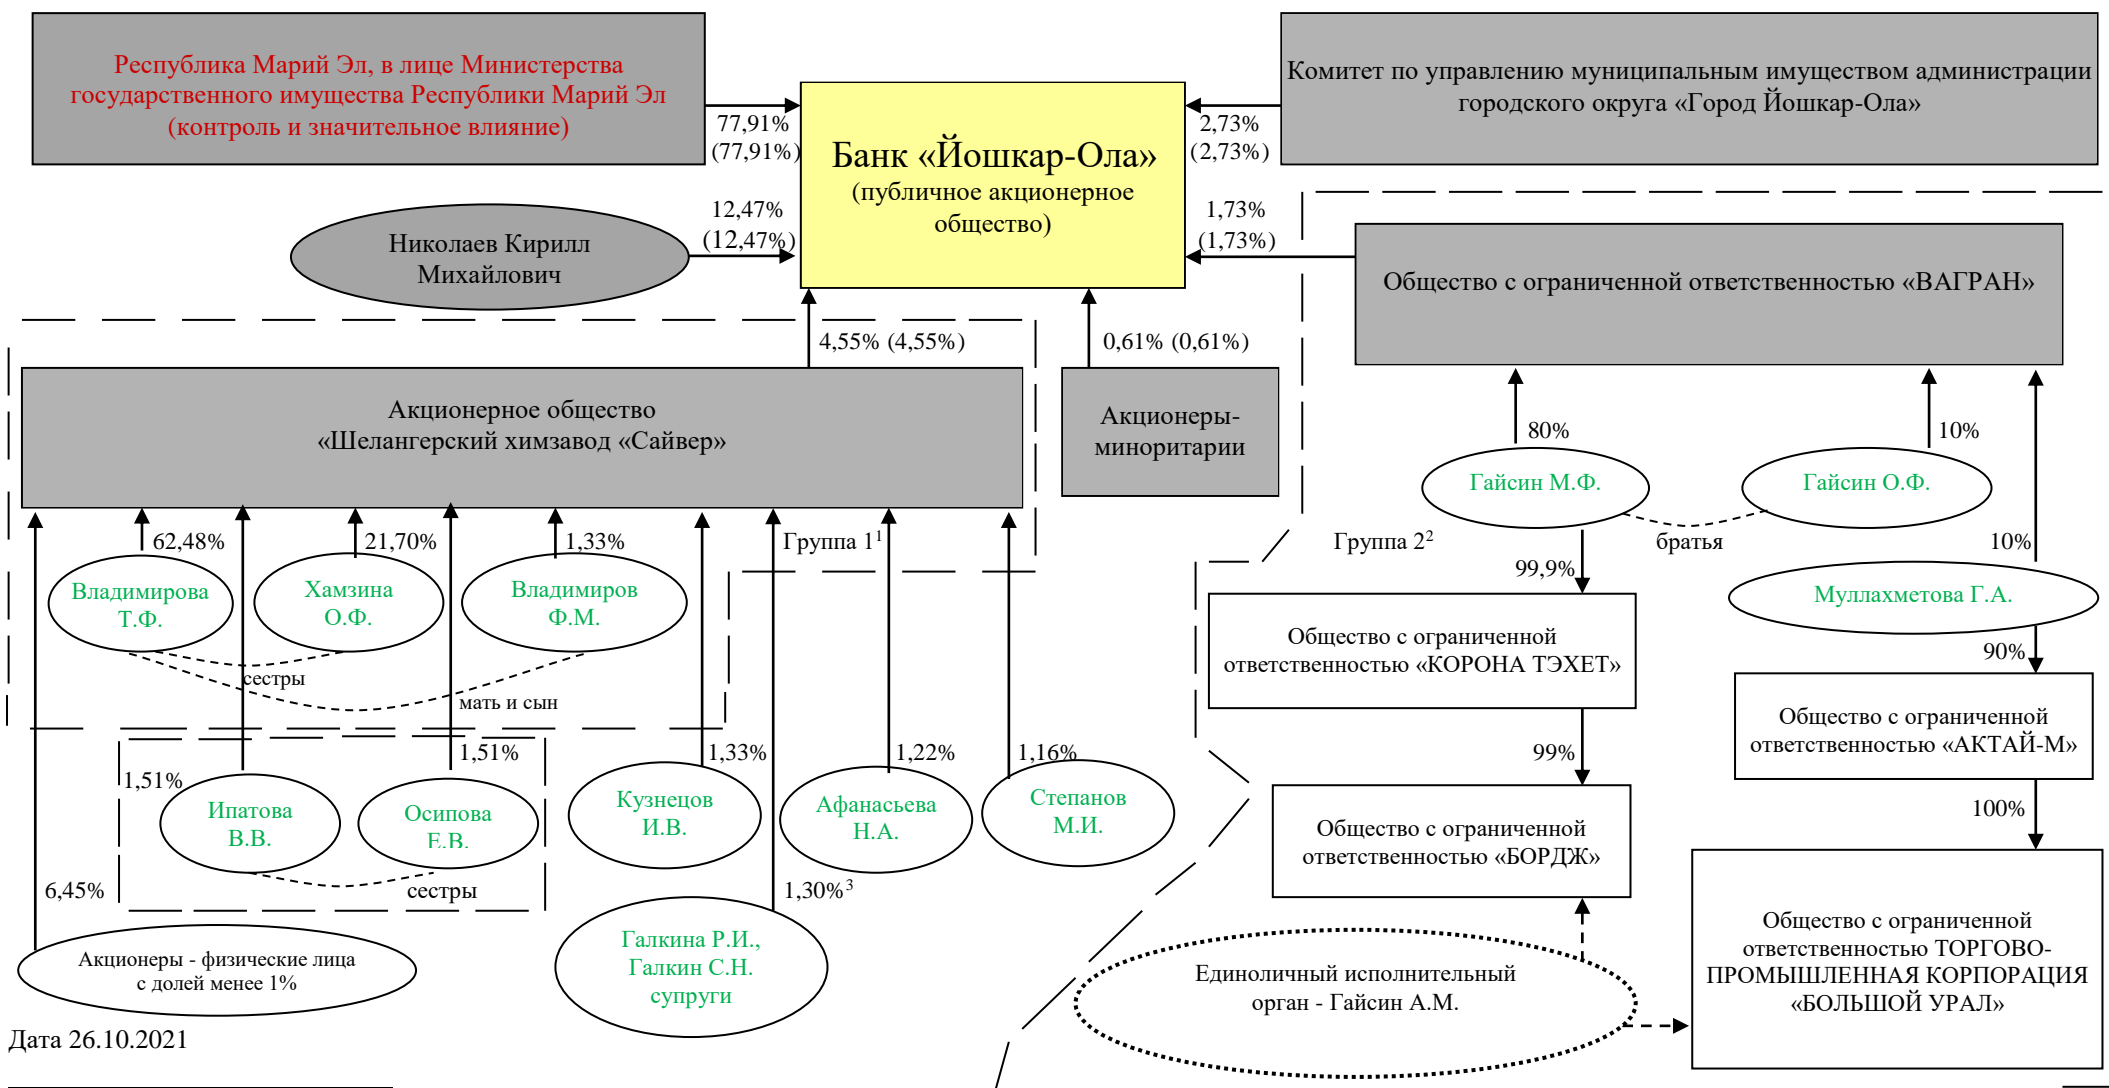 Республика Марий Эл, в лице Министерства
государственного имущества Республики Марий Эл
(контроль и значительное влияние)
77,91%
(77,91%)
Банк «Йошкар-Ола»
(публичное акционерное
общество)
2,73%
(2,73%)
Комитет по управлению муниципальным имуществом администрации
городского округа «Город Йошкар-Ола»
Николаев Кирилл
Михайлович
12,47%
(12,47%)
1,73%
(1,73%)
Общество с ограниченной ответственностью «ВАГРАН»
4,55% (4,55%)
0,61% (0,61%)
Акционерное общество
«Шелангерский химзавод «Сайвер»
Акционеры-
миноритарии
80%
10%
Гайсин М.Ф.
Гайсин О.Ф.
братья
10%
62,48%
21,70%
1,33%
Группа 1¹
Группа 2²
Владимирова
Т.Ф.
Хамзина
О.Ф.
Владимиров
Ф.М.
сестры
мать и сын
99,9%
Муллахметова Г.А.
Общество с ограниченной
ответственностью «КОРОНА ТЭХЕТ»
90%
Общество с ограниченной
ответственностью «АКТАЙ-М»
1,51%
1,51%
1,33%
1,22%
1,16%
99%
100%
Ипатова
В.В.
Осипова
Е.В.
сестры
Кузнецов
И.В.
Афанасьева
Н.А.
Степанов
М.И.
Общество с ограниченной
ответственностью «БОРДЖ»
6,45%
1,30%³
Акционеры - физические лица
с долей менее 1%
Галкина Р.И.,
Галкин С.Н.
супруги
Единоличный исполнительный
орган - Гайсин А.М.
Общество с ограниченной
ответственностью ТОРГОВО-
ПРОМЫШЛЕННАЯ КОРПОРАЦИЯ
«БОЛЬШОЙ УРАЛ»
Дата 26.10.2021